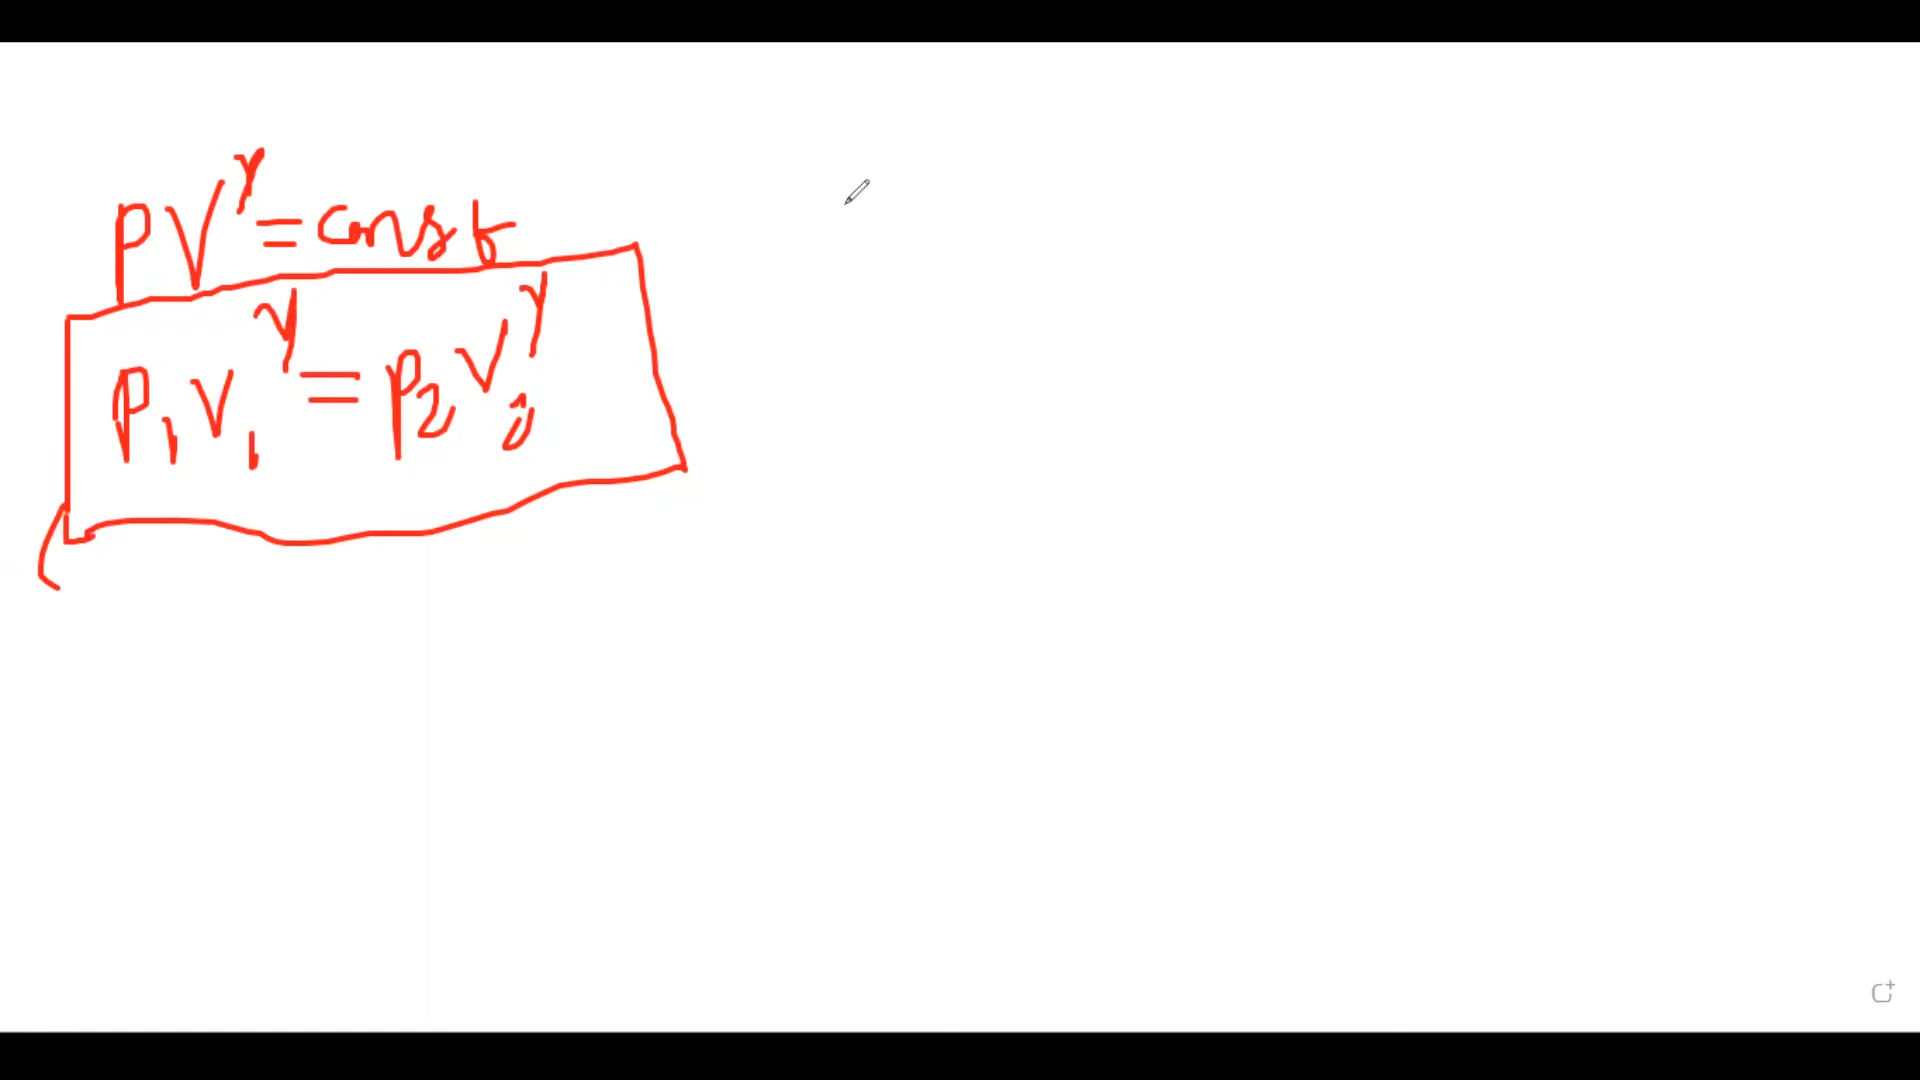 PV^γ = const
P₁V₁^γ = P₂V₂^γ